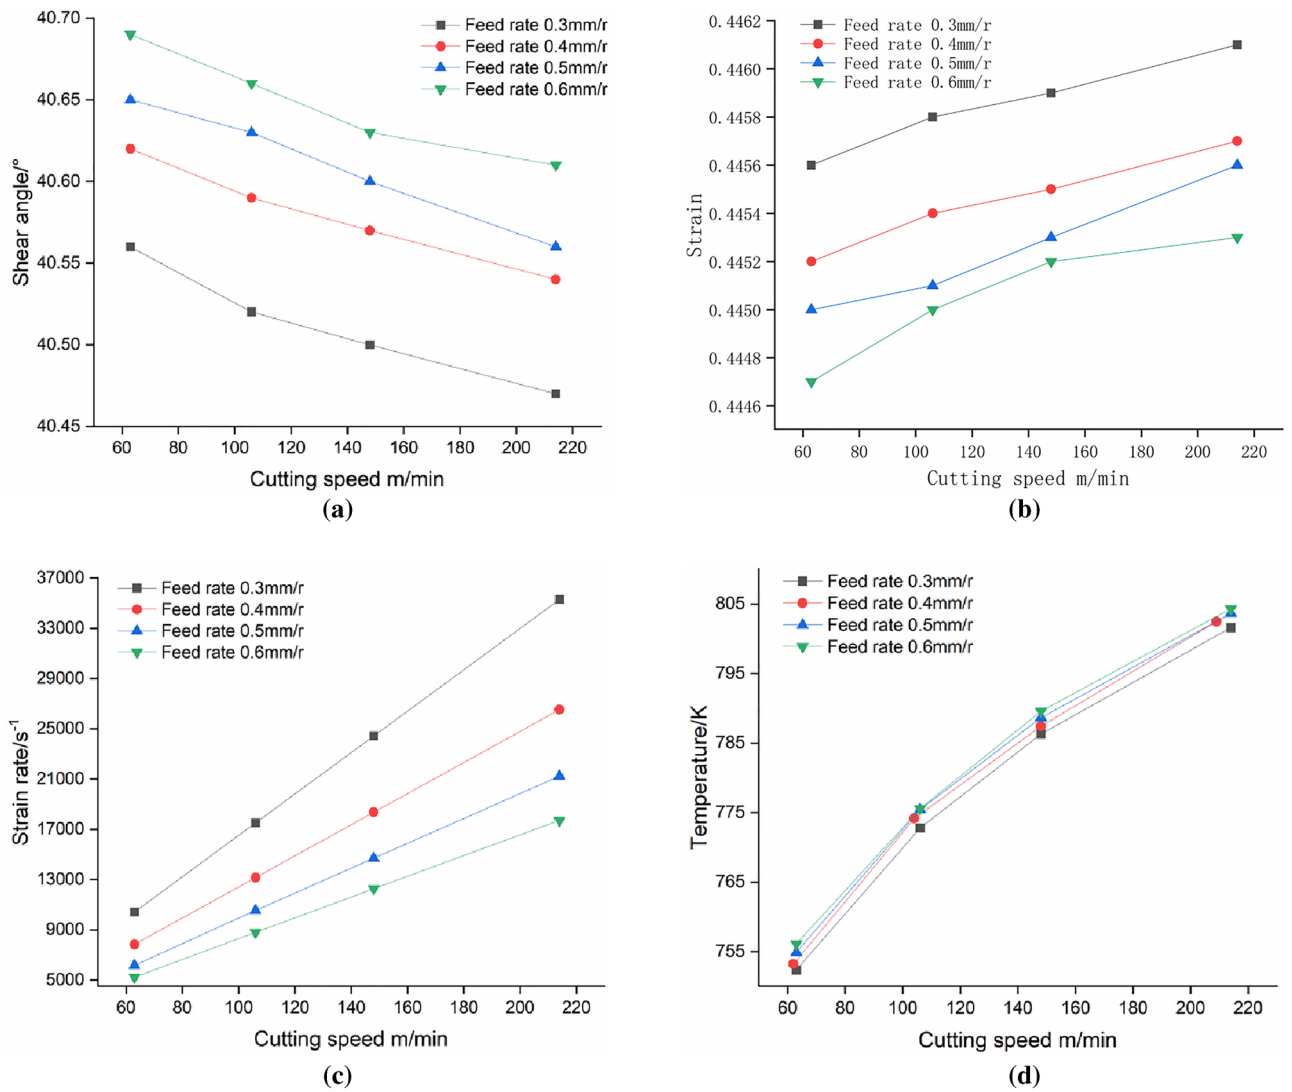 40.70
40.65
40.60
40.55
40.50
40.45
Shear angle/°
Feed rate 0.3mm/r
Feed rate 0.4mm/r
Feed rate 0.5mm/r
Feed rate 0.6mm/r
60 80 100 120 140 160 180 200 220
Cutting speed m/min
(a)
0.4462
0.4460
0.4458
0.4456
0.4454
0.4452
0.4450
0.4448
0.4446
Strain
Feed rate 0.3mm/r
Feed rate 0.4mm/r
Feed rate 0.5mm/r
Feed rate 0.6mm/r
60 80 100 120 140 160 180 200 220
Cutting speed m/min
(b)
37000
33000
29000
25000
21000
17000
13000
9000
5000
Strain rate/s⁻¹
Feed rate 0.3mm/r
Feed rate 0.4mm/r
Feed rate 0.5mm/r
Feed rate 0.6mm/r
60 80 100 120 140 160 180 200 220
Cutting speed m/min
(c)
805
795
785
775
765
755
Temperature/K
Feed rate 0.3mm/r
Feed rate 0.4mm/r
Feed rate 0.5mm/r
Feed rate 0.6mm/r
60 80 100 120 140 160 180 200 220
Cutting speed m/min
(d)